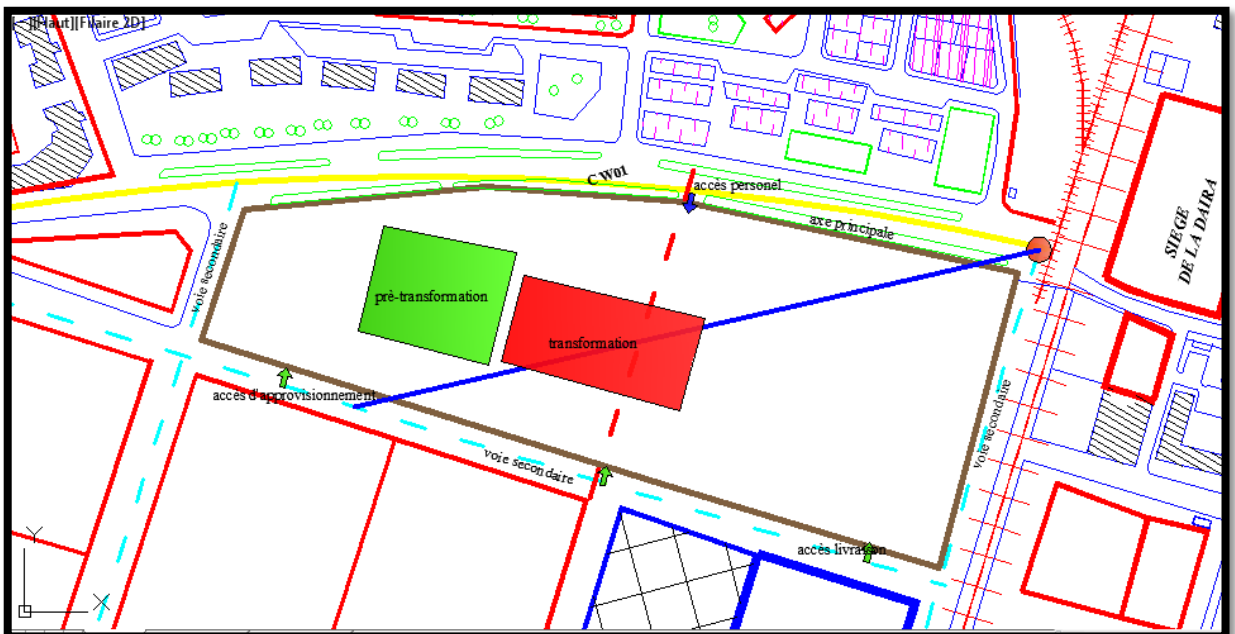 [-][Haut][Filaire 2D]
C W01
accès personel
axe principale
SIEGE
DE LA DAIRA
voie secondaire
prè-transformation
transformation
accès d'approvisionnement
voie secondaire
voie secondaire
accès livraison
Y
X